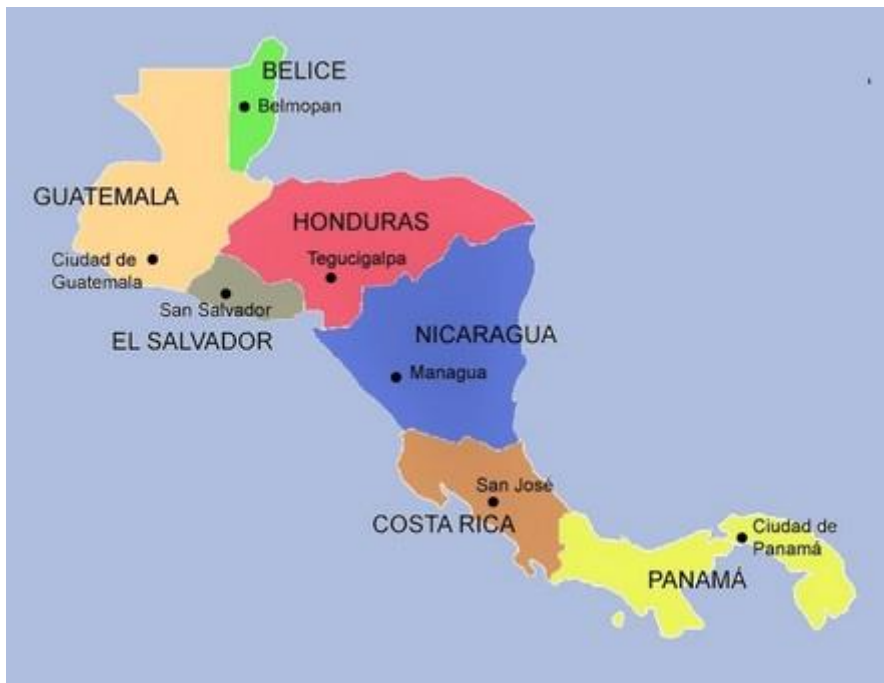 BELICE
Belmopan
GUATEMALA
HONDURAS
Ciudad de
Guatemala
Tegucigalpa
San Salvador
EL SALVADOR
NICARAGUA
Managua
San José
COSTA RICA
Ciudad de
Panamá
PANAMÁ